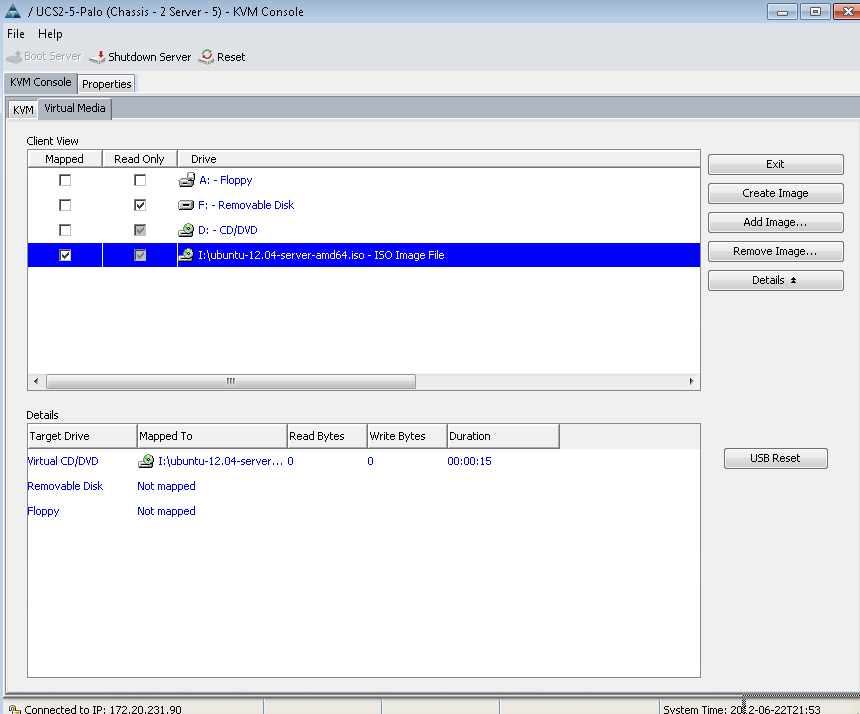 / UCS2-5-Palo (Chassis - 2 Server - 5) - KVM Console
File Help
Boot Server Shutdown Server Reset
KVM Console Properties
KVM Virtual Media
Client View
Mapped Read Only Drive
A: - Floppy
F: - Removable Disk
D: - CD/DVD
I:\ubuntu-12.04-server-amd64.iso - ISO Image File
Exit
Create Image
Add Image...
Remove Image...
Details
Details
Target Drive Mapped To Read Bytes Write Bytes Duration
Virtual CD/DVD I:\ubuntu-12.04-server... 0 0 00:00:15
Removable Disk Not mapped
Floppy Not mapped
USB Reset
Connected to IP: 172.20.231.90 System Time: 2012-06-22T21:53